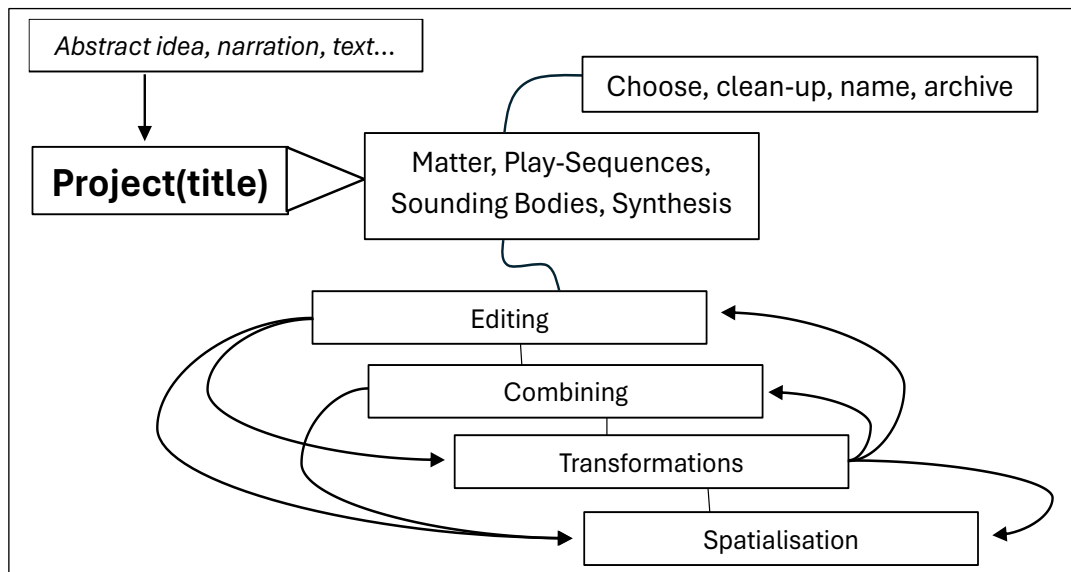 Abstract idea, narration, text...
Choose, clean-up, name, archive
Project(title)
Matter, Play-Sequences,
Sounding Bodies, Synthesis
Editing
Combining
Transformations
Spatialisation